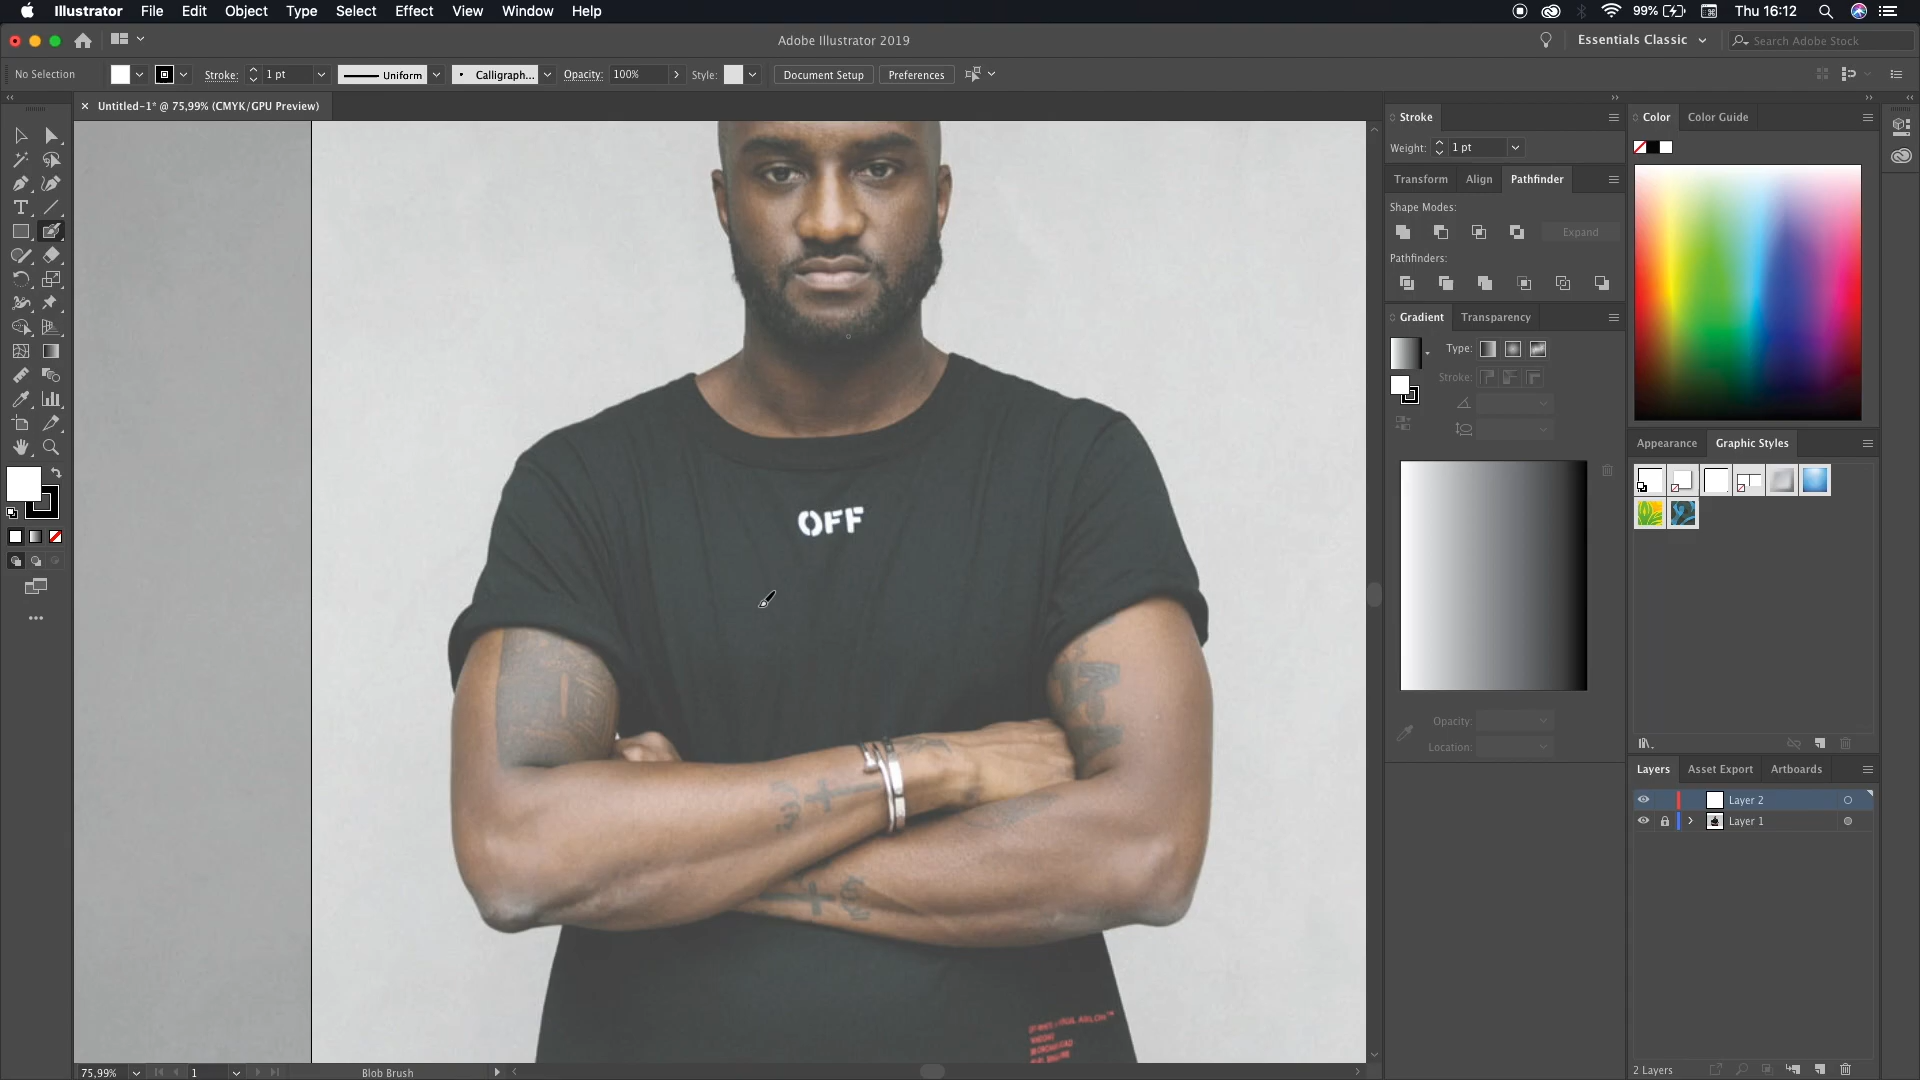 Illustrator File Edit Object Type Select Effect View Window Help
99% Thu 16:12
Adobe Illustrator 2019
Essentials Classic
Search Adobe Stock
No Selection
Stroke: 1 pt
Uniform
Calligraph...
Opacity: 100%
Style:
Document Setup
Preferences
× Untitled-1* @ 75,99% (CMYK/GPU Preview)
OFF
Stroke
Weight: 1 pt
Transform Align Pathfinder
Shape Modes:
Expand
Pathfinders:
Gradient Transparency
Type:
Stroke:
Opacity:
Location:
Color Color Guide
Appearance Graphic Styles
Layers Asset Export Artboards
Layer 2
Layer 1
2 Layers
75,99% 1 Blob Brush